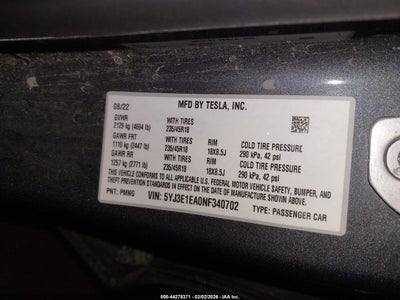 MFD BY TESLA, INC.
08/22
GVWR
2129 kg (4694 lb)
WITH TIRES
235/45R18
GAWR FRT
1110 kg (2447 lb)
WITH TIRES
235/45R18
RIM
18X8.5J
COLD TIRE PRESSURE
290 kPa, 42 psi
GAWR RR
1257 kg (2771 lb)
WITH TIRES
235/45R18
RIM
18X8.5J
COLD TIRE PRESSURE
290 kPa, 42 psi
THIS VEHICLE CONFORMS TO ALL APPLICABLE FEDERAL MOTOR VEHICLE SAFETY, BUMPER, AND
THEFT PREVENTION STANDARDS IN EFFECT ON THE
DATE OF MANUFACTURE SHOWN ABOVE.
PNT: PMNG
VIN: 5YJ3E1EA0NF340702
TYPE: PASSENGER CAR
000-44278371 - 02/02/2026 - IAA, Inc.